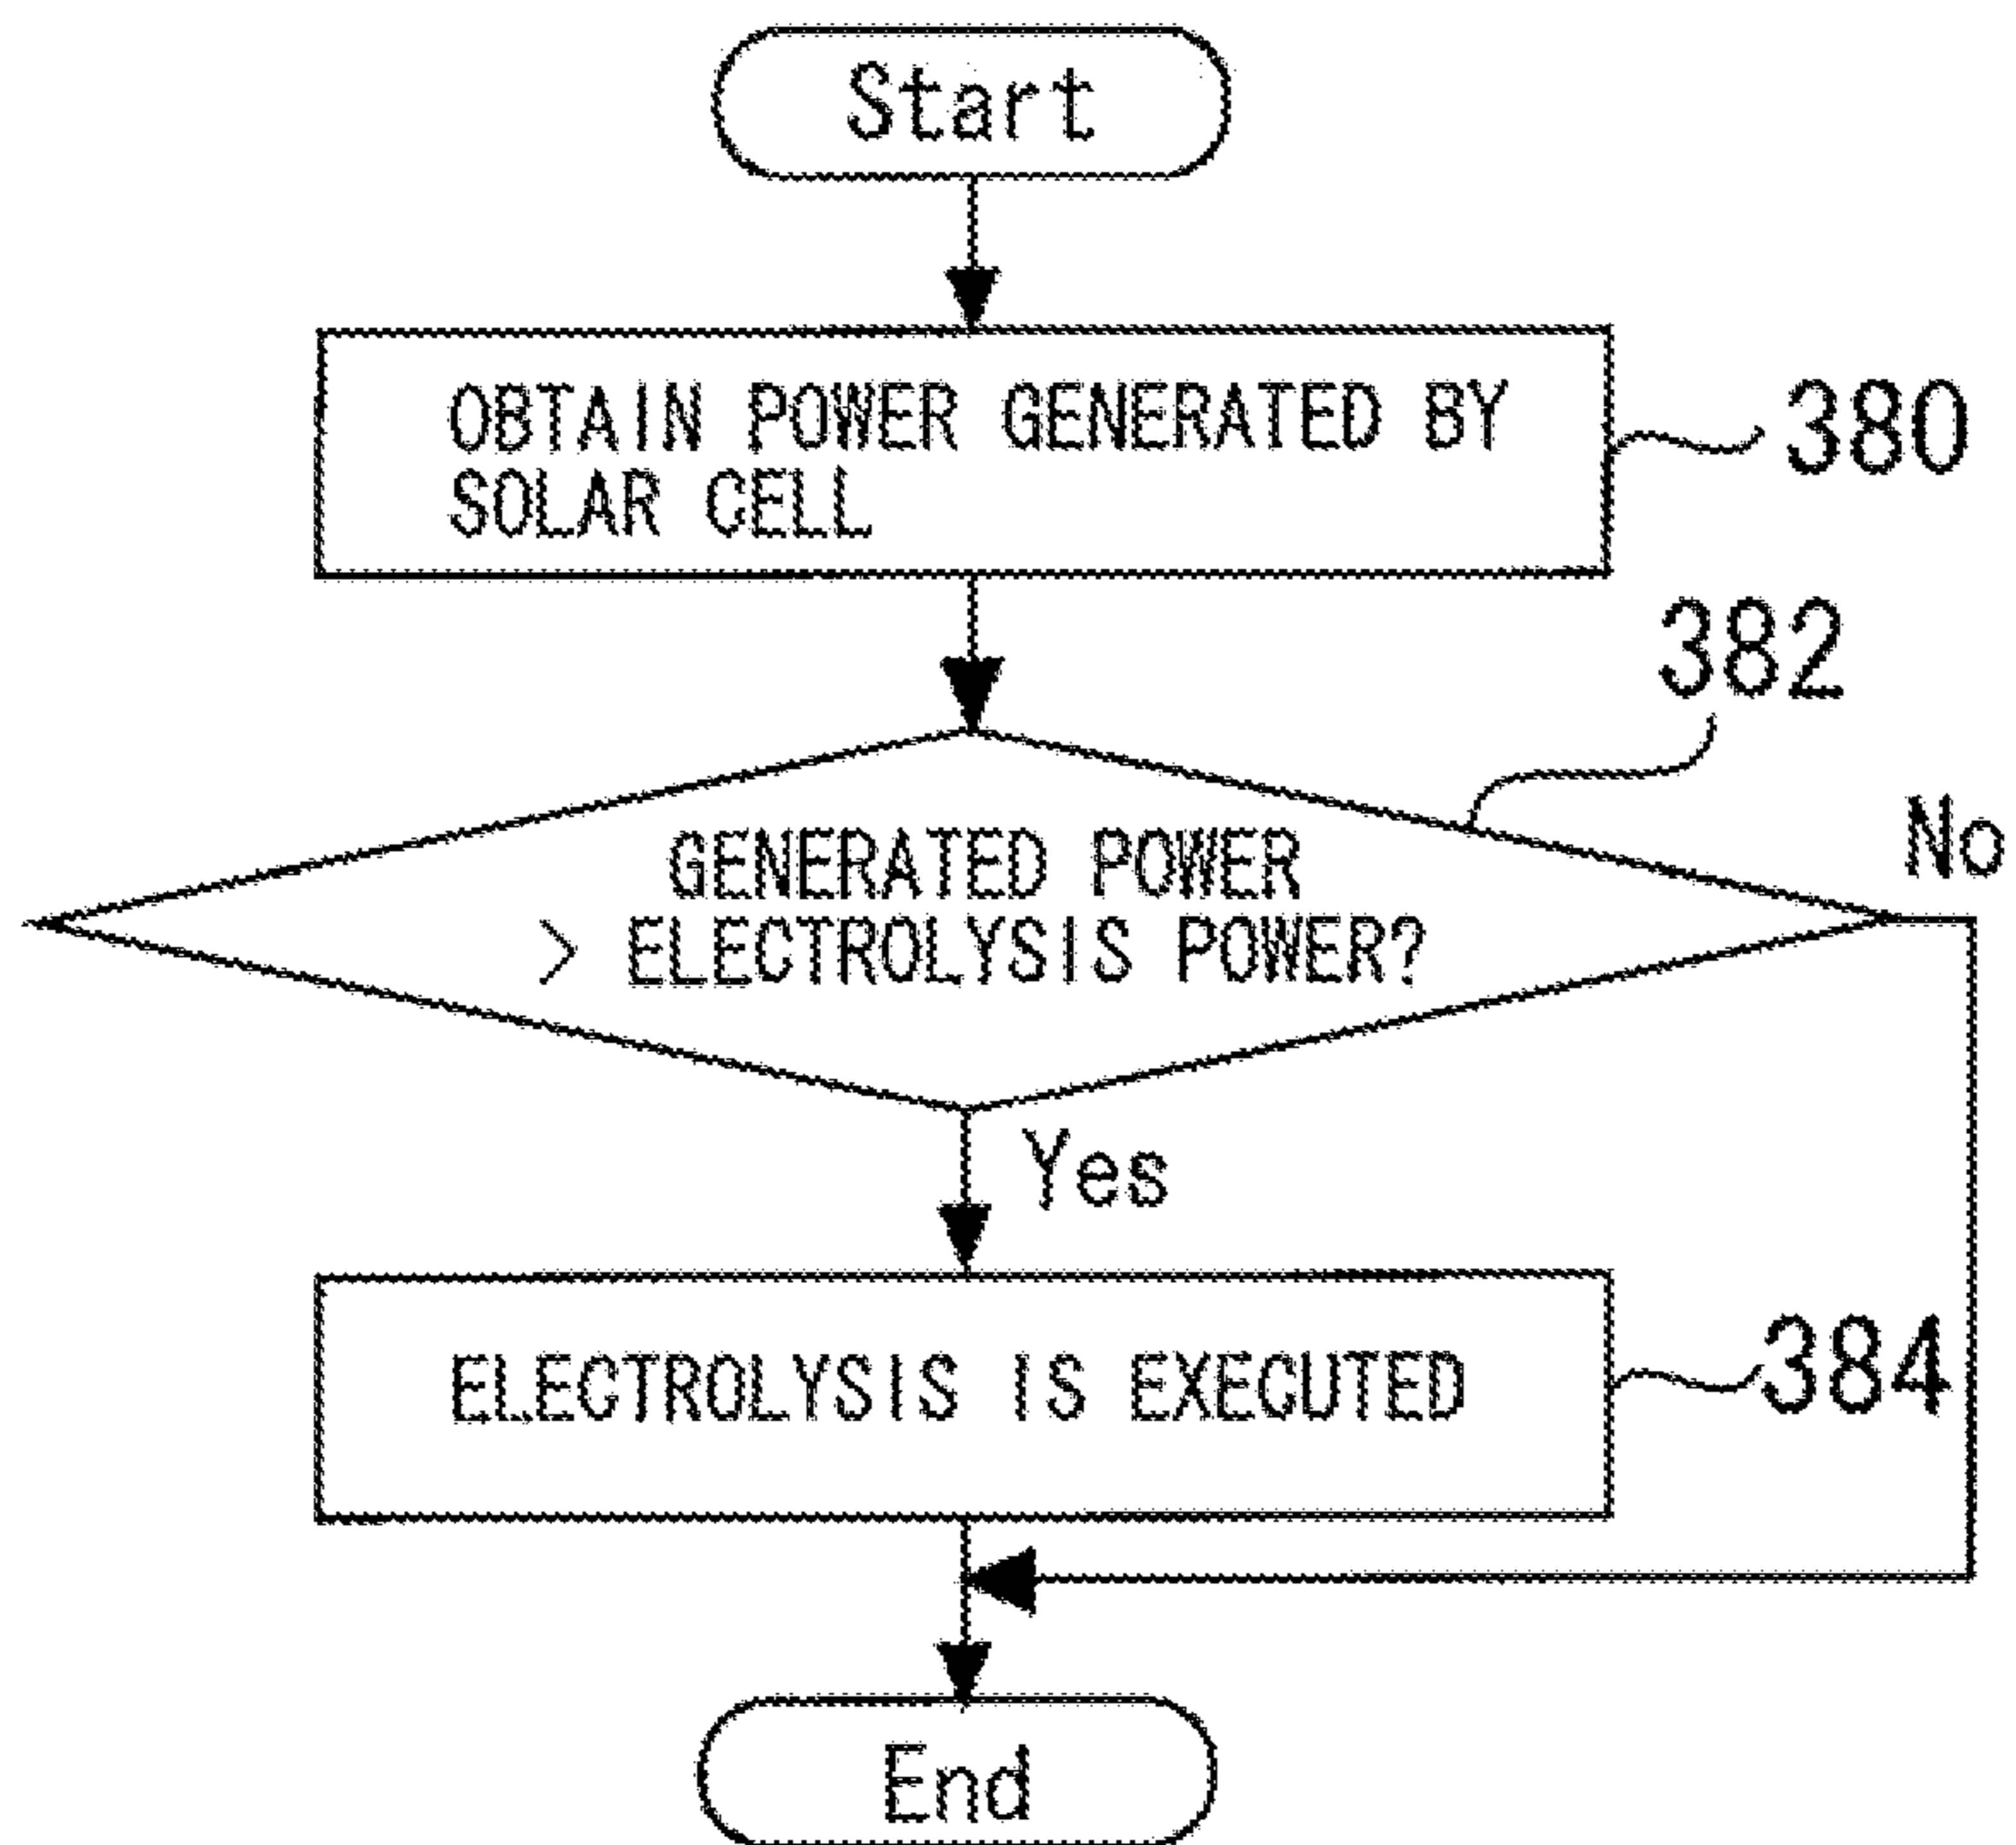 Start
OBTAIN POWER GENERATED BY
SOLAR CELL
380
382
GENERATED POWER
> ELECTROLYSIS POWER?
No
Yes
ELECTROLYSIS IS EXECUTED
384
End